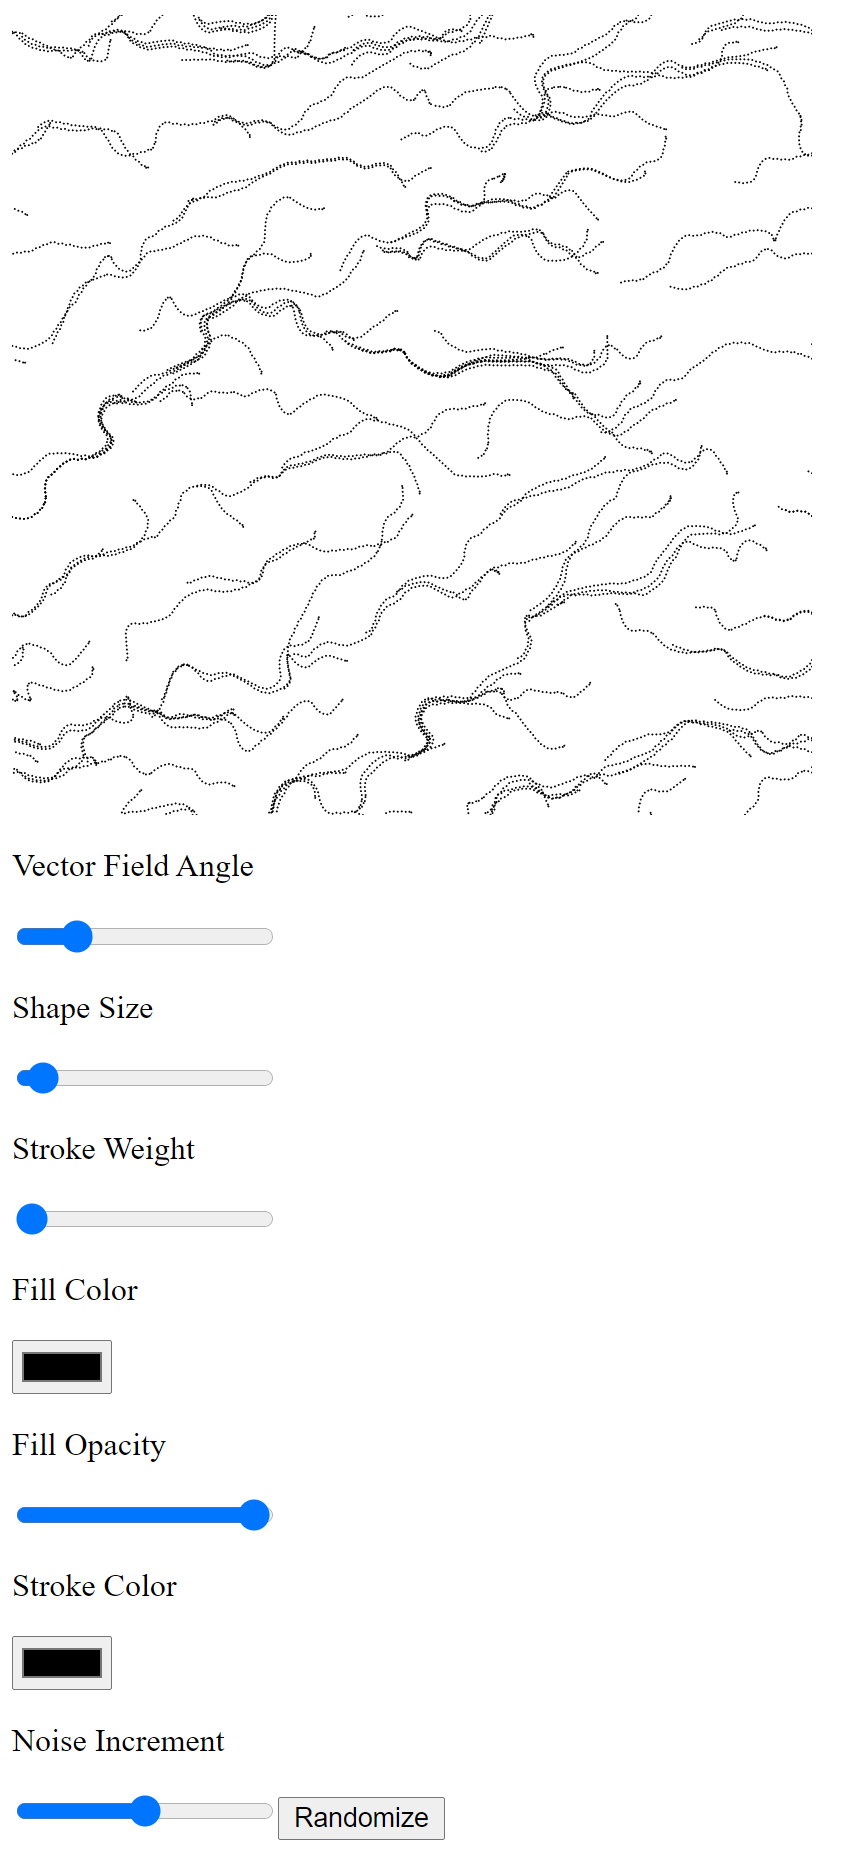 Vector Field Angle
Shape Size
Stroke Weight
Fill Color
Fill Opacity
Stroke Color
Noise Increment
Randomize